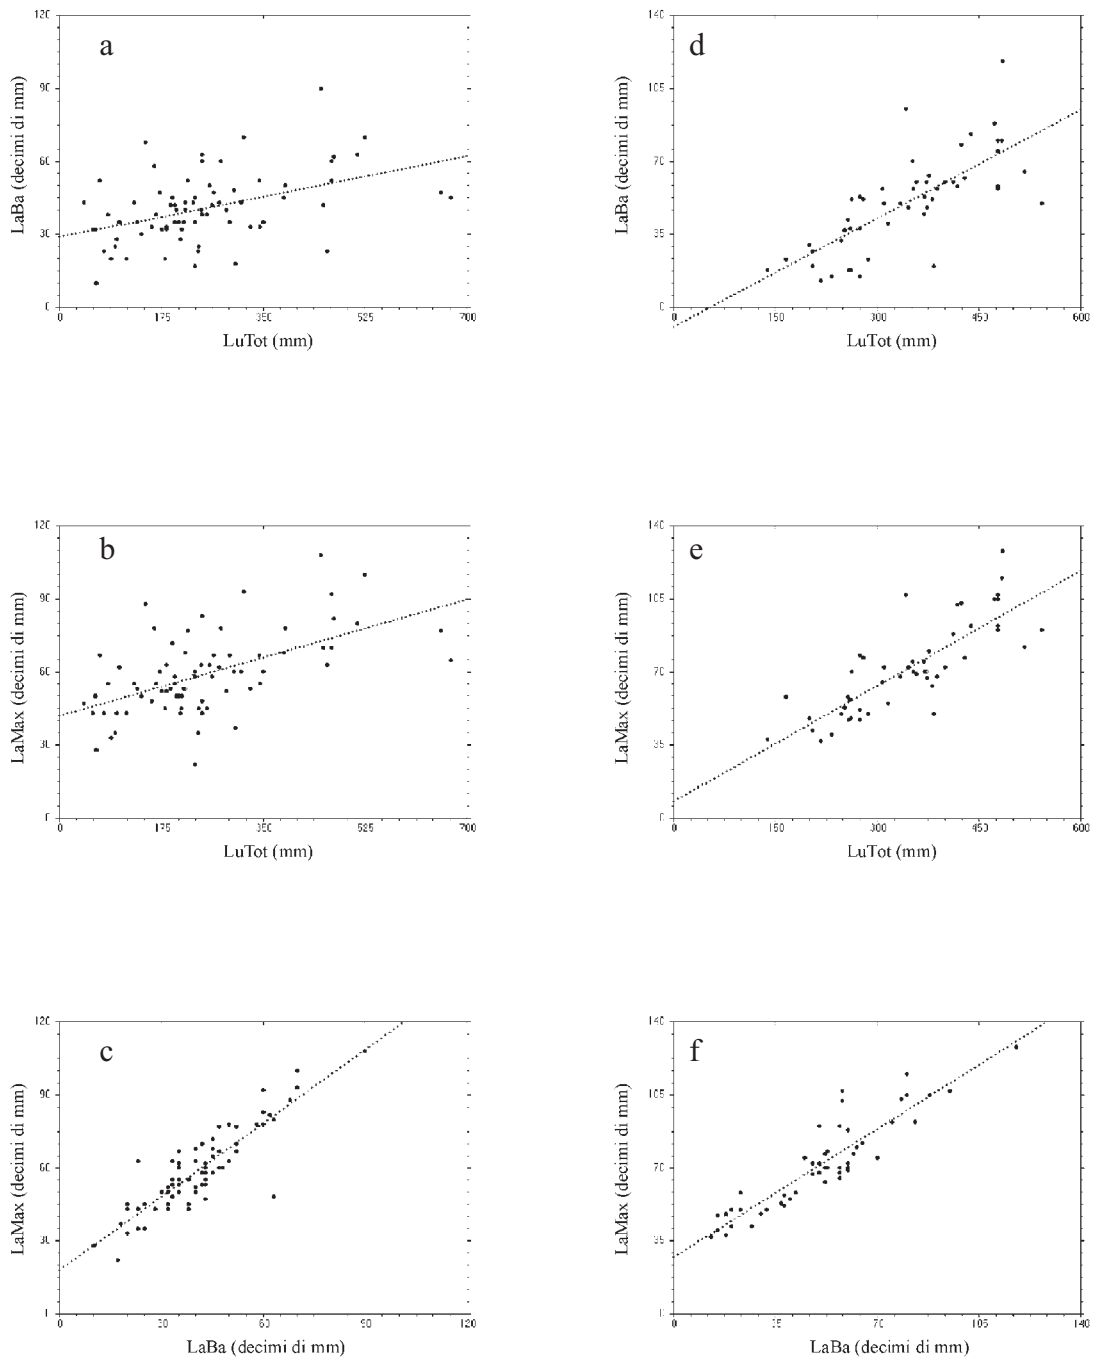 a
120
90
60
30
0
LaBa (decimi di mm)
0 175 350 525 700
LuTot (mm)
d
140
105
70
35
0
LaBa (decimi di mm)
0 150 300 450 600
LuTot (mm)
b
120
90
60
30
0
LaMax (decimi di mm)
0 175 350 525 700
LuTot (mm)
e
140
105
70
35
0
LaMax (decimi di mm)
0 150 300 450 600
LuTot (mm)
c
120
90
60
30
LaMax (decimi di mm)
0 30 60 90 120
LaBa (decimi di mm)
f
140
105
70
35
0
LaMax (decimi di mm)
0 35 70 105 140
LaBa (decimi di mm)